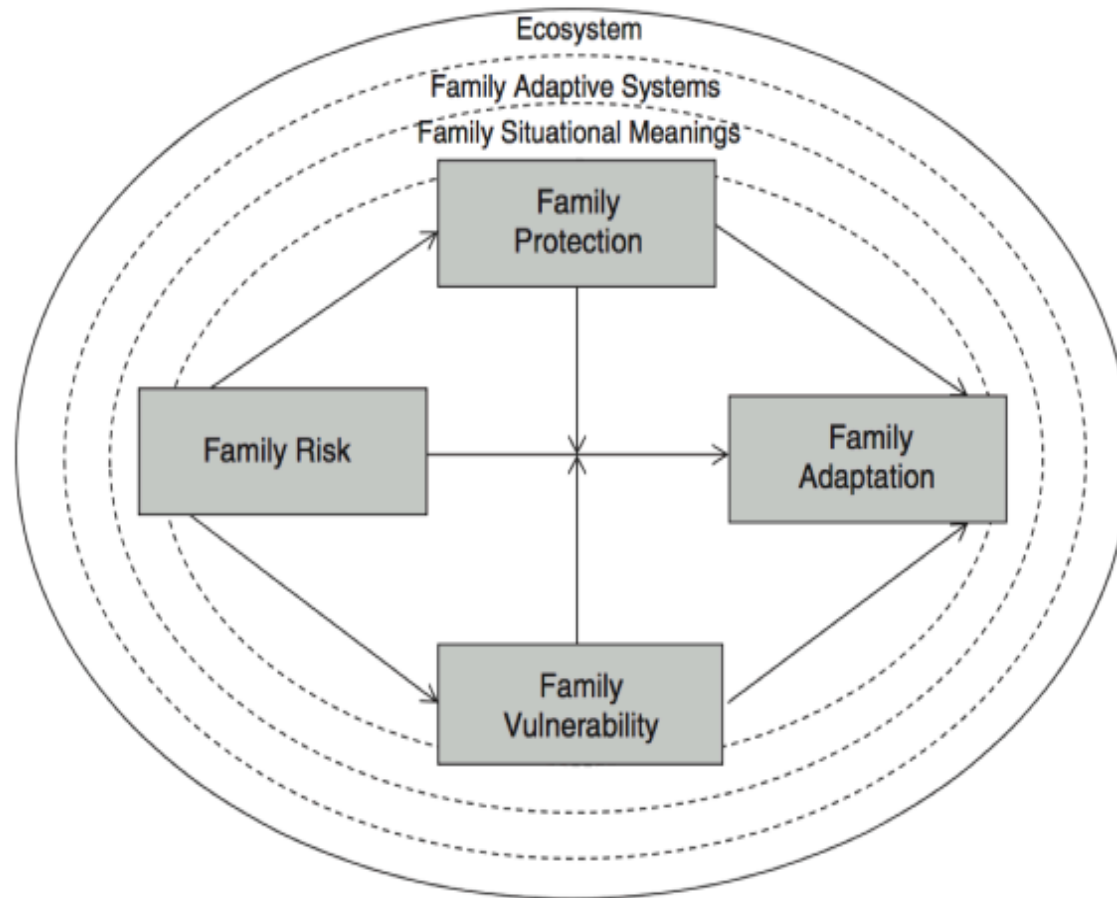 Ecosystem
Family Adaptive Systems
Family Situational Meanings
Family
Protection
Family Risk
Family
Adaptation
Family
Vulnerability